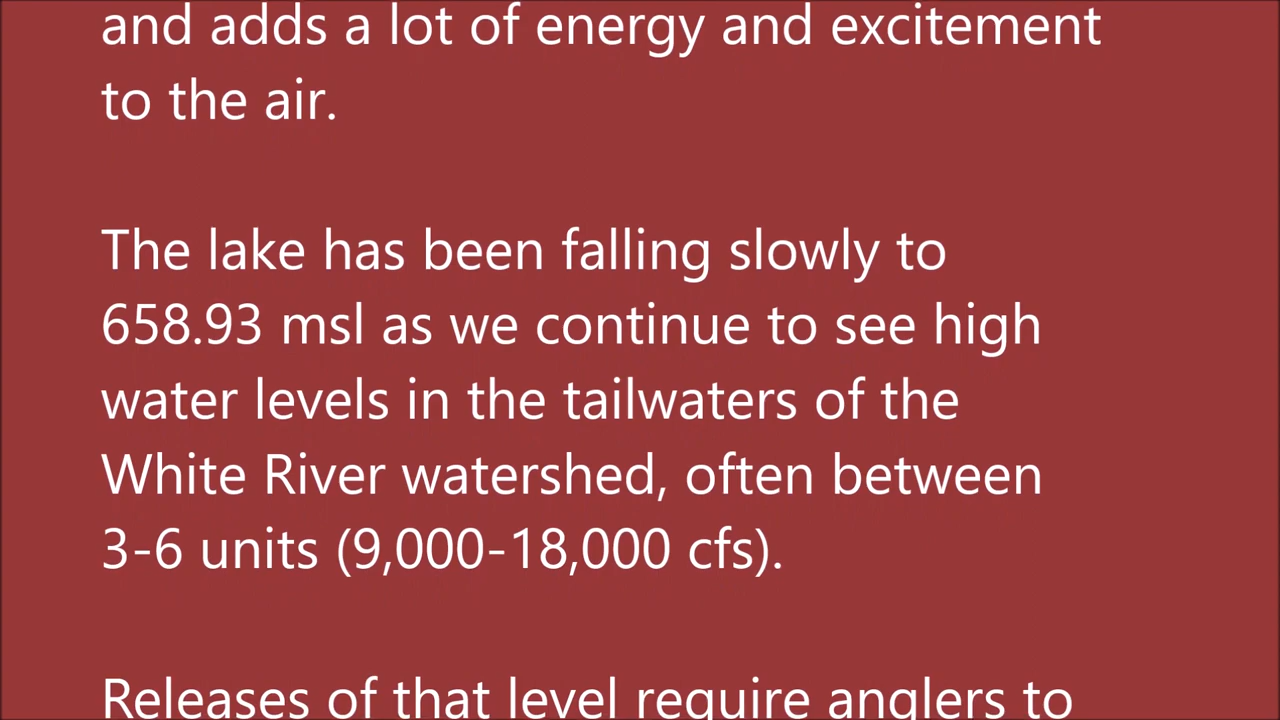 and adds a lot of energy and excitement
to the air.
The lake has been falling slowly to
658.93 msl as we continue to see high
water levels in the tailwaters of the
White River watershed, often between
3-6 units (9,000-18,000 cfs).
Releases of that level require anglers to